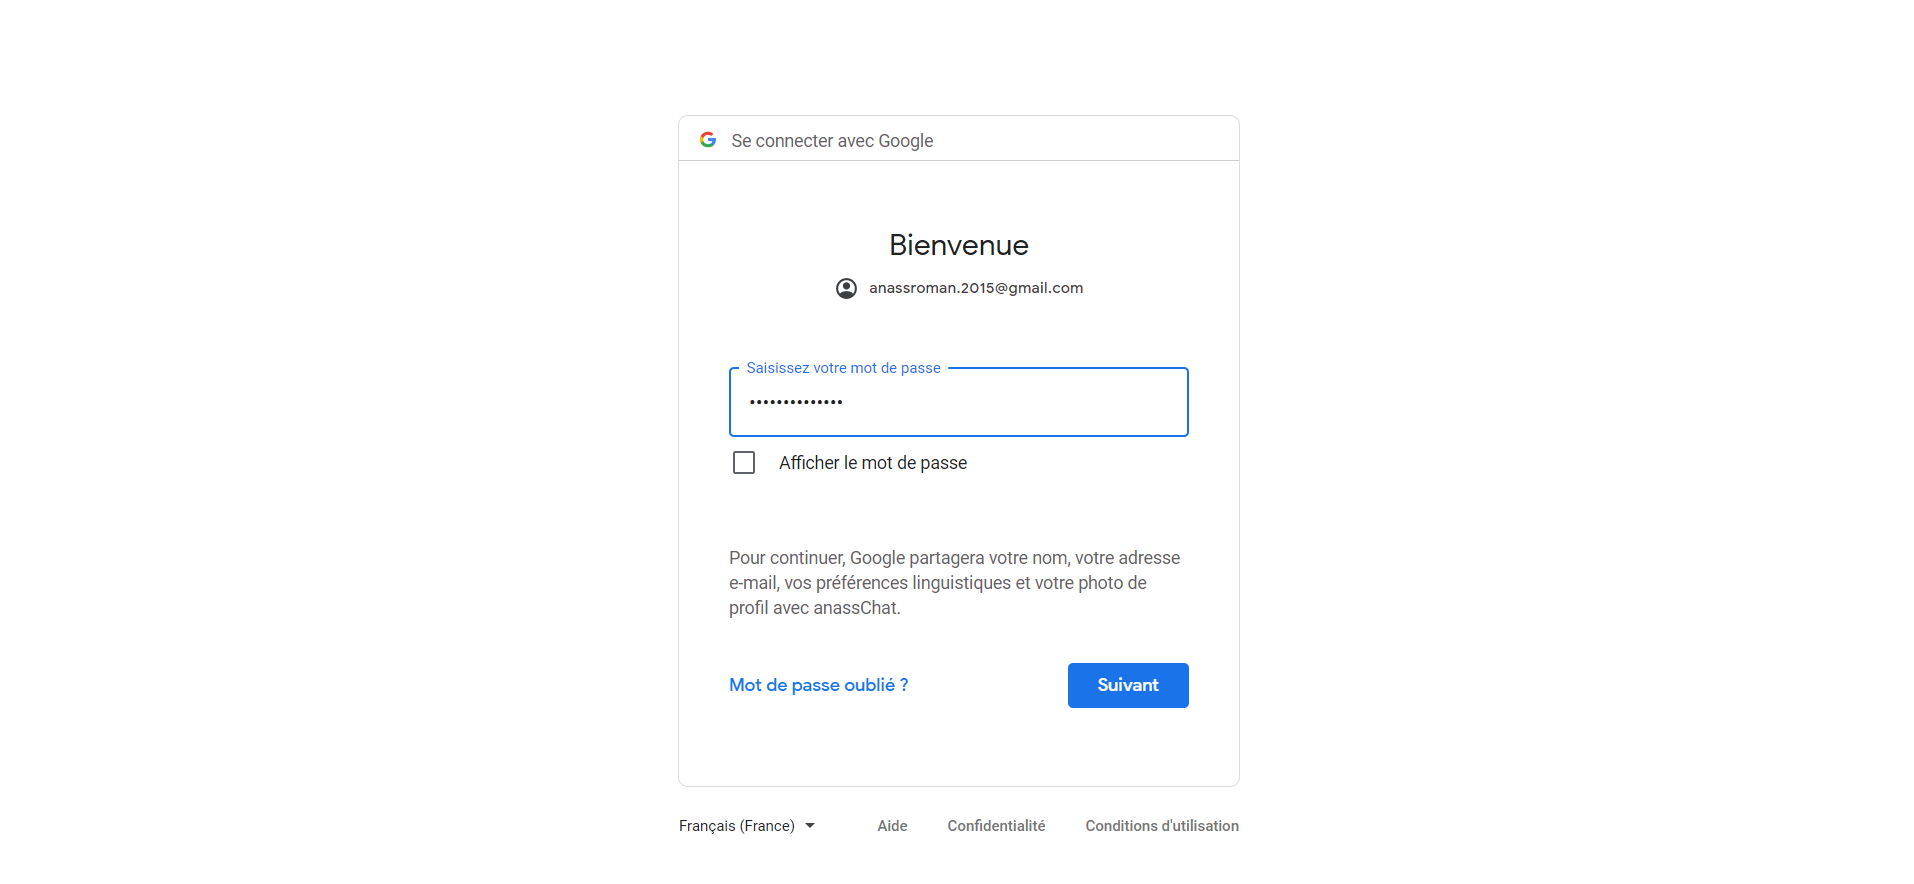 Se connecter avec Google
Bienvenue
anassroman.2015@gmail.com
Saisissez votre mot de passe
••••••••••••••
Afficher le mot de passe
Pour continuer, Google partagera votre nom, votre adresse
e-mail, vos préférences linguistiques et votre photo de
profil avec anassChat.
Mot de passe oublié ?
Suivant
Français (France)
Aide
Confidentialité
Conditions d'utilisation